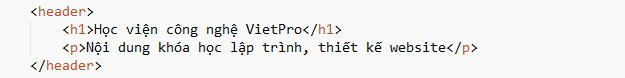 <header>
<h1>Học viện công nghệ VietPro</h1>
<p>Nội dung khóa học lập trình, thiết kế website</p>
</header>